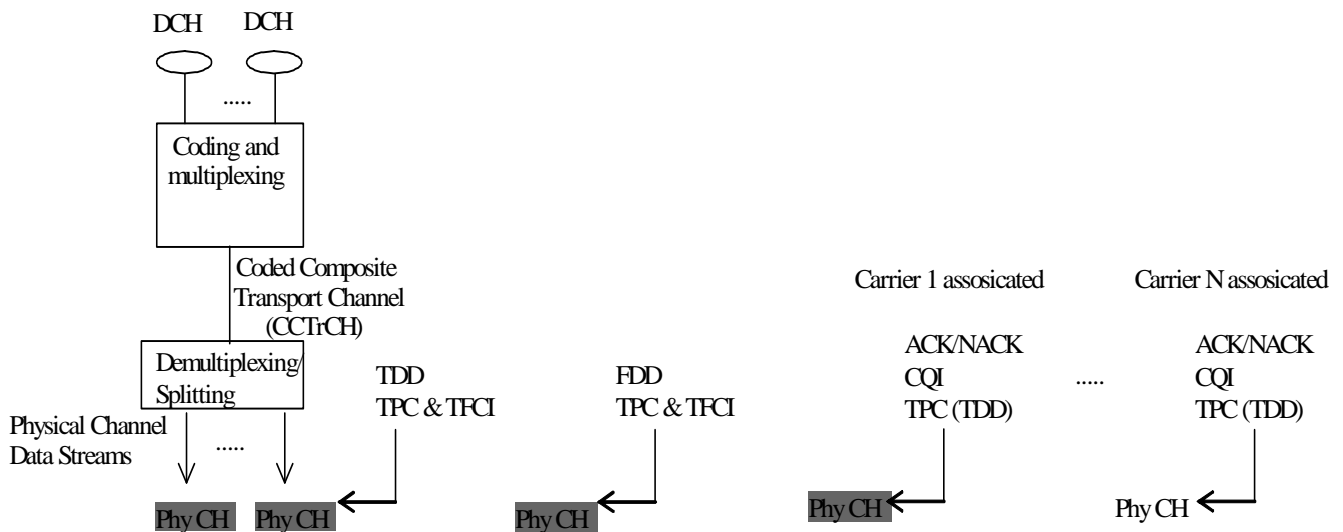 DCH DCH
.....
Coding and
multiplexing
Coded Composite
Transport Channel
(CCTrCH)
Demultiplexing/
Splitting
Physical Channel
Data Streams
.....
Phy CH Phy CH
TDD
TPC & TFCI
FDD
TPC & TFCI
Phy CH
Carrier 1 assosicated
ACK/NACK
CQI
TPC (TDD)
Phy CH
.....
Carrier N assosicated
ACK/NACK
CQI
TPC (TDD)
Phy CH